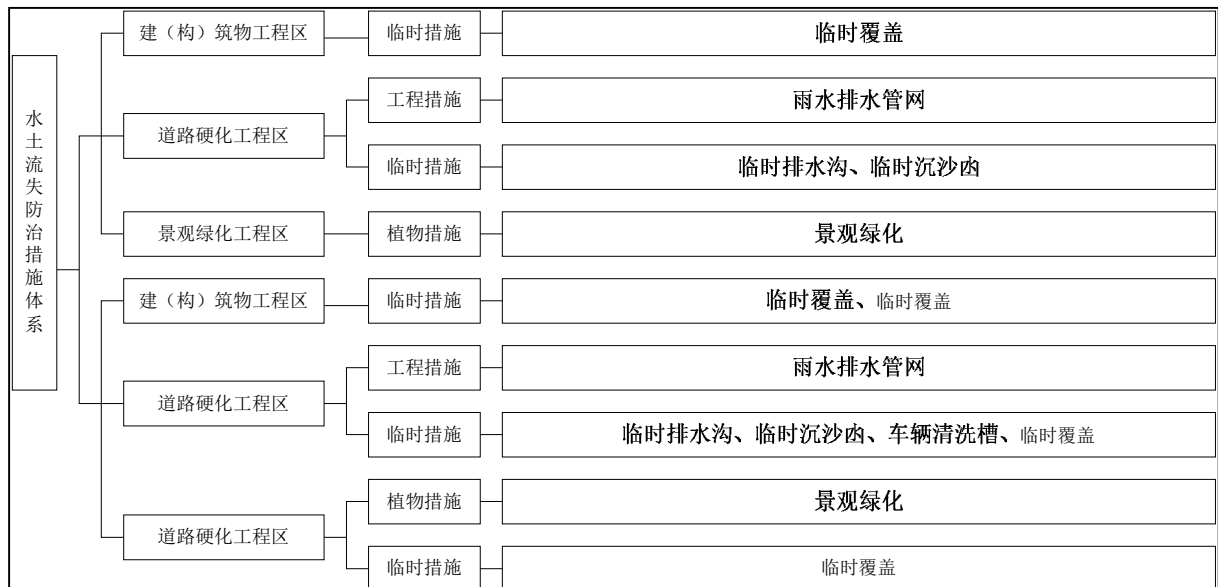 水土流失防治措施体系
建（构）筑物工程区 临时措施 临时覆盖
道路硬化工程区 工程措施 雨水排水管网
临时措施 临时排水沟、临时沉沙凼
景观绿化工程区 植物措施 景观绿化
建（构）筑物工程区 临时措施 临时覆盖、临时覆盖
道路硬化工程区 工程措施 雨水排水管网
临时措施 临时排水沟、临时沉沙凼、车辆清洗槽、临时覆盖
道路硬化工程区 植物措施 景观绿化
临时措施 临时覆盖